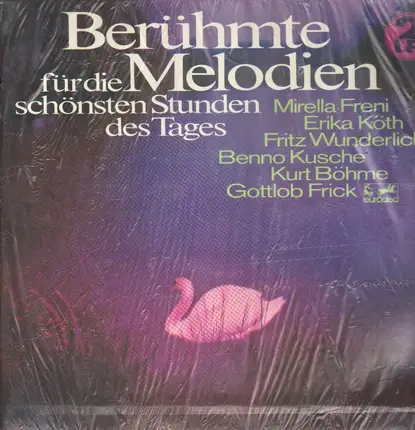 Berühmte
für die Melodien
schönsten Stunden
des Tages
Mirella Freni
Erika Köth
Fritz Wunderlich
Benno Kusche
Kurt Böhme
Gottlob Frick
eurodisc